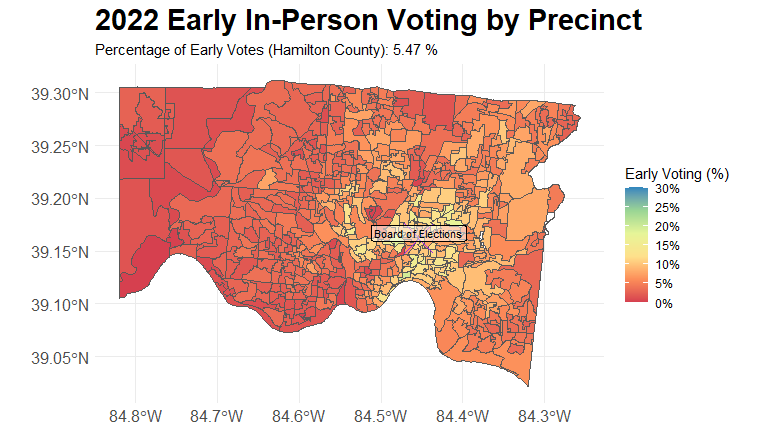 2022 Early In-Person Voting by Precinct
Percentage of Early Votes (Hamilton County): 5.47 %
39.30°N
39.25°N
39.20°N
39.15°N
39.10°N
39.05°N
84.8°W 84.7°W 84.6°W 84.5°W 84.4°W 84.3°W
Board of Elections
Early Voting (%)
30%
25%
20%
15%
10%
5%
0%